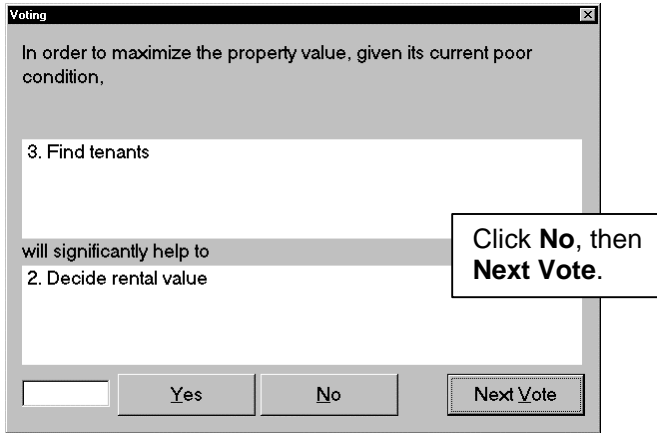 Voting
In order to maximize the property value, given its current poor
condition,
3. Find tenants
will significantly help to
2. Decide rental value
Click No, then
Next Vote.
Yes
No
Next Vote